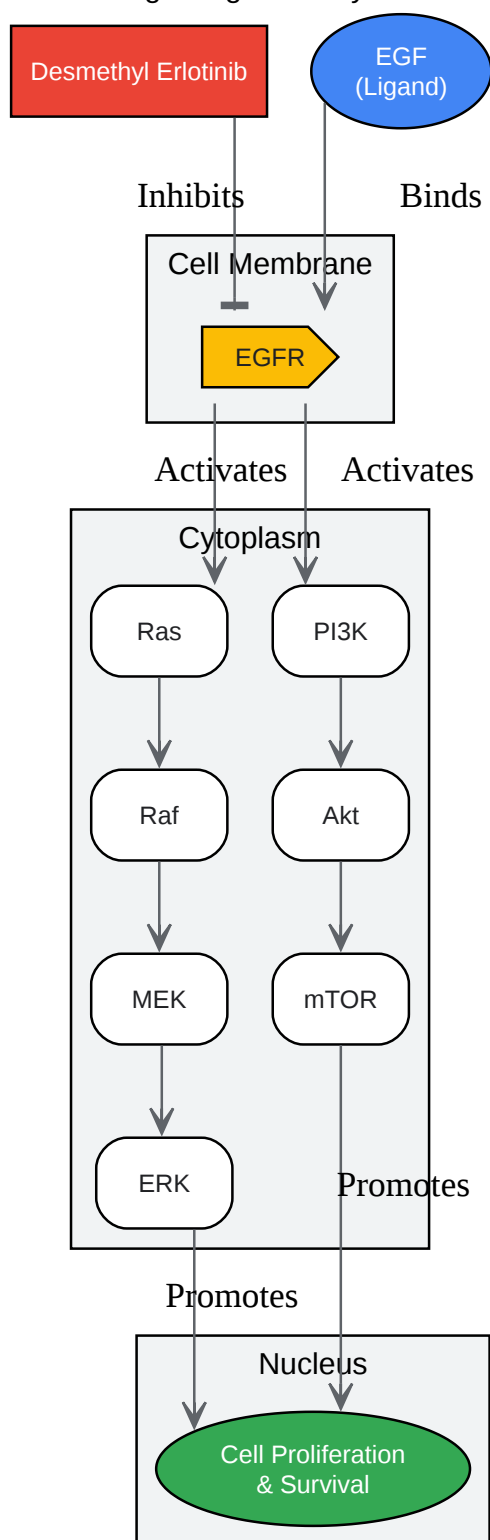 Desmethyl Erlotinib
EGF
(Ligand)
Inhibits
Binds
Cell Membrane
EGFR
Activates
Activates
Cytoplasm
Ras
PI3K
Raf
Akt
MEK
mTOR
ERK
Promotes
Promotes
Nucleus
Cell Proliferation
& Survival